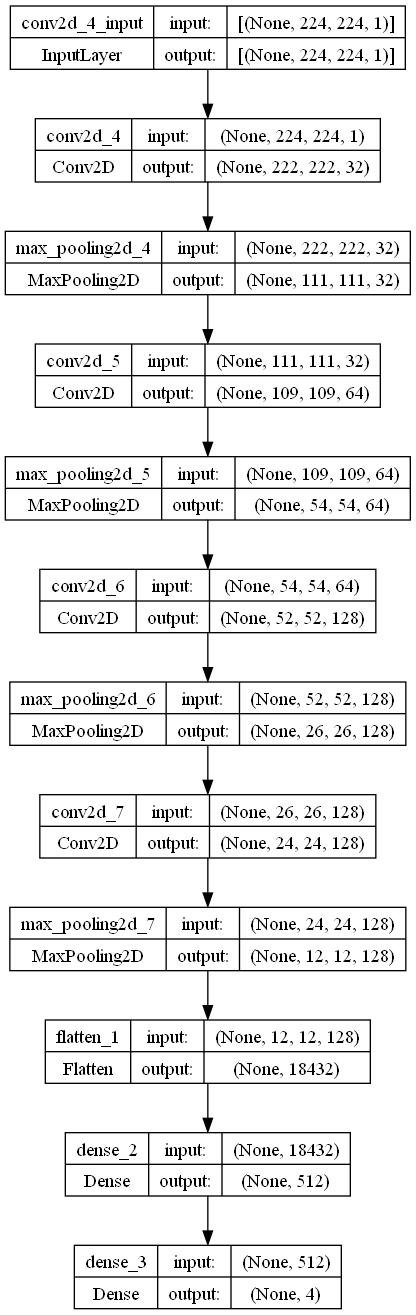 conv2d_4_input input: [(None, 224, 224, 1)]
InputLayer output: [(None, 224, 224, 1)]
conv2d_4 input: (None, 224, 224, 1)
Conv2D output: (None, 222, 222, 32)
max_pooling2d_4 input: (None, 222, 222, 32)
MaxPooling2D output: (None, 111, 111, 32)
conv2d_5 input: (None, 111, 111, 32)
Conv2D output: (None, 109, 109, 64)
max_pooling2d_5 input: (None, 109, 109, 64)
MaxPooling2D output: (None, 54, 54, 64)
conv2d_6 input: (None, 54, 54, 64)
Conv2D output: (None, 52, 52, 128)
max_pooling2d_6 input: (None, 52, 52, 128)
MaxPooling2D output: (None, 26, 26, 128)
conv2d_7 input: (None, 26, 26, 128)
Conv2D output: (None, 24, 24, 128)
max_pooling2d_7 input: (None, 24, 24, 128)
MaxPooling2D output: (None, 12, 12, 128)
flatten_1 input: (None, 12, 12, 128)
Flatten output: (None, 18432)
dense_2 input: (None, 18432)
Dense output: (None, 512)
dense_3 input: (None, 512)
Dense output: (None, 4)